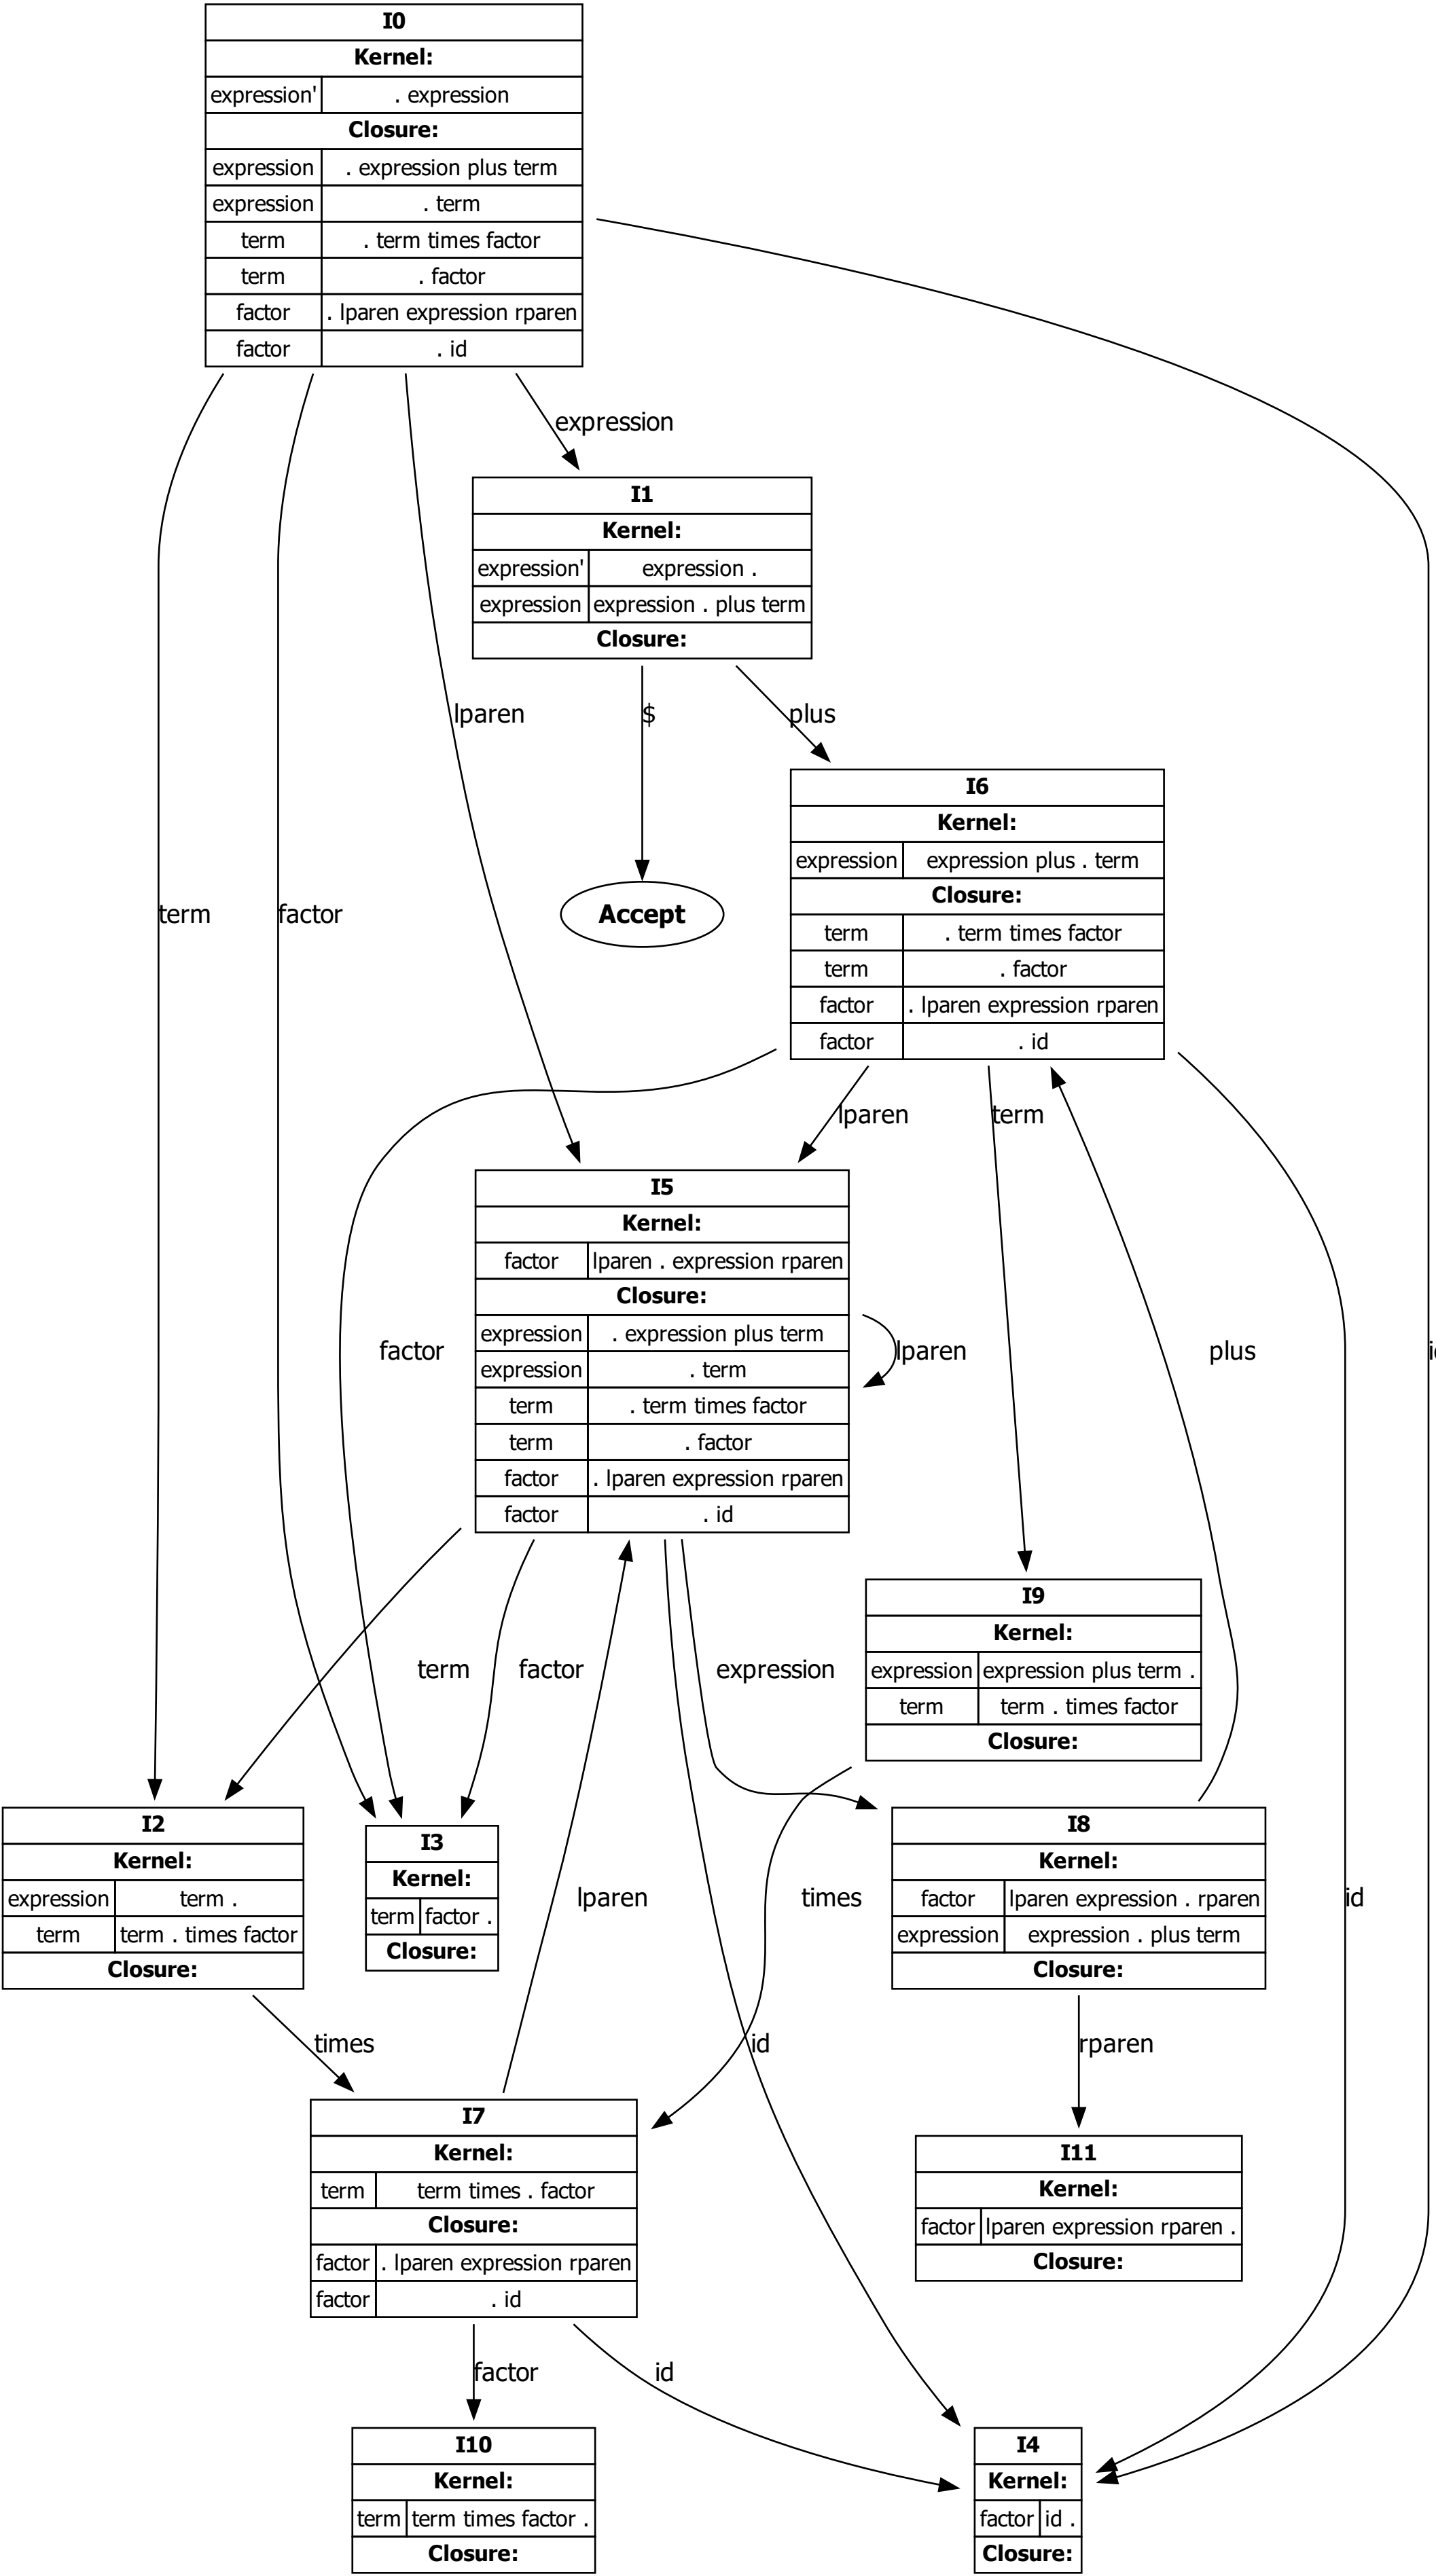 I0
Kernel:
expression' . expression
Closure:
expression . expression plus term
expression . term
term . term times factor
term . factor
factor . lparen expression rparen
factor . id
expression
I1
Kernel:
expression' expression .
expression expression . plus term
Closure:
lparen
$
plus
I6
Kernel:
expression expression plus . term
Closure:
term . term times factor
term . factor
factor . lparen expression rparen
factor . id
term
factor
Accept
lparen
term
I5
Kernel:
factor lparen . expression rparen
Closure:
expression . expression plus term
expression . term
term . term times factor
term . factor
factor . lparen expression rparen
factor . id
factor
lparen
plus
I9
Kernel:
expression expression plus term .
term term . times factor
Closure:
term
factor
expression
I2
Kernel:
expression term .
term term . times factor
Closure:
I3
Kernel:
term factor .
Closure:
lparen
times
I8
Kernel:
factor lparen expression . rparen
expression expression . plus term
Closure:
id
times
id
rparen
I7
Kernel:
term term times . factor
Closure:
factor . lparen expression rparen
factor . id
I11
Kernel:
factor lparen expression rparen .
Closure:
factor
id
I10
Kernel:
term term times factor .
Closure:
I4
Kernel:
factor id .
Closure: